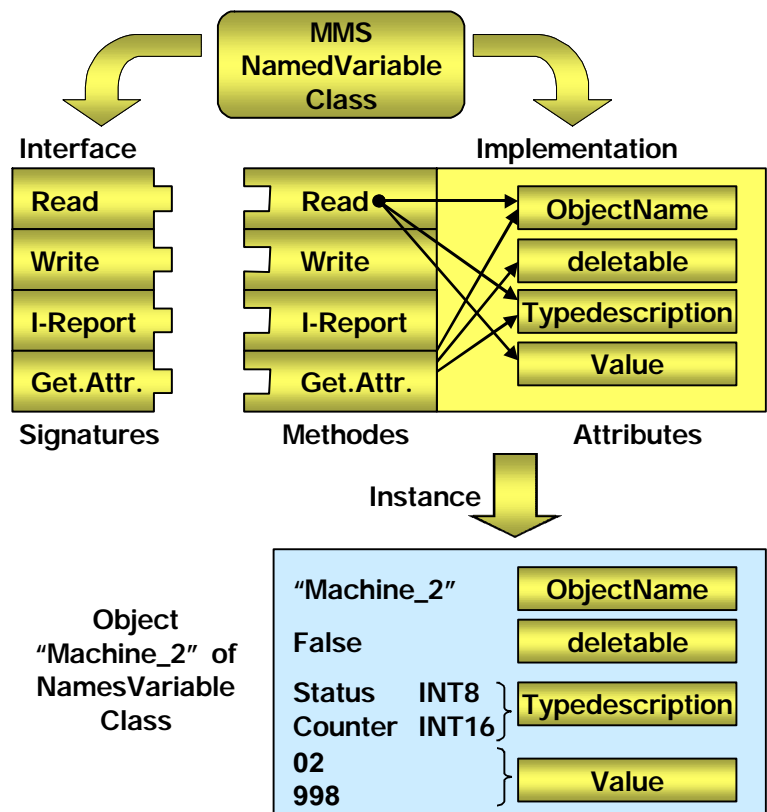 MMS
NamedVariable
Class
Interface
Implementation
Read
Write
I-Report
Get.Attr.
Signatures
Read
Write
I-Report
Get.Attr.
Methodes
ObjectName
deletable
Typedescription
Value
Attributes
Instance
Object
“Machine_2” of
NamesVariable
Class
“Machine_2”
ObjectName
False
deletable
Status INT8
Counter INT16
Typedescription
02
998
Value